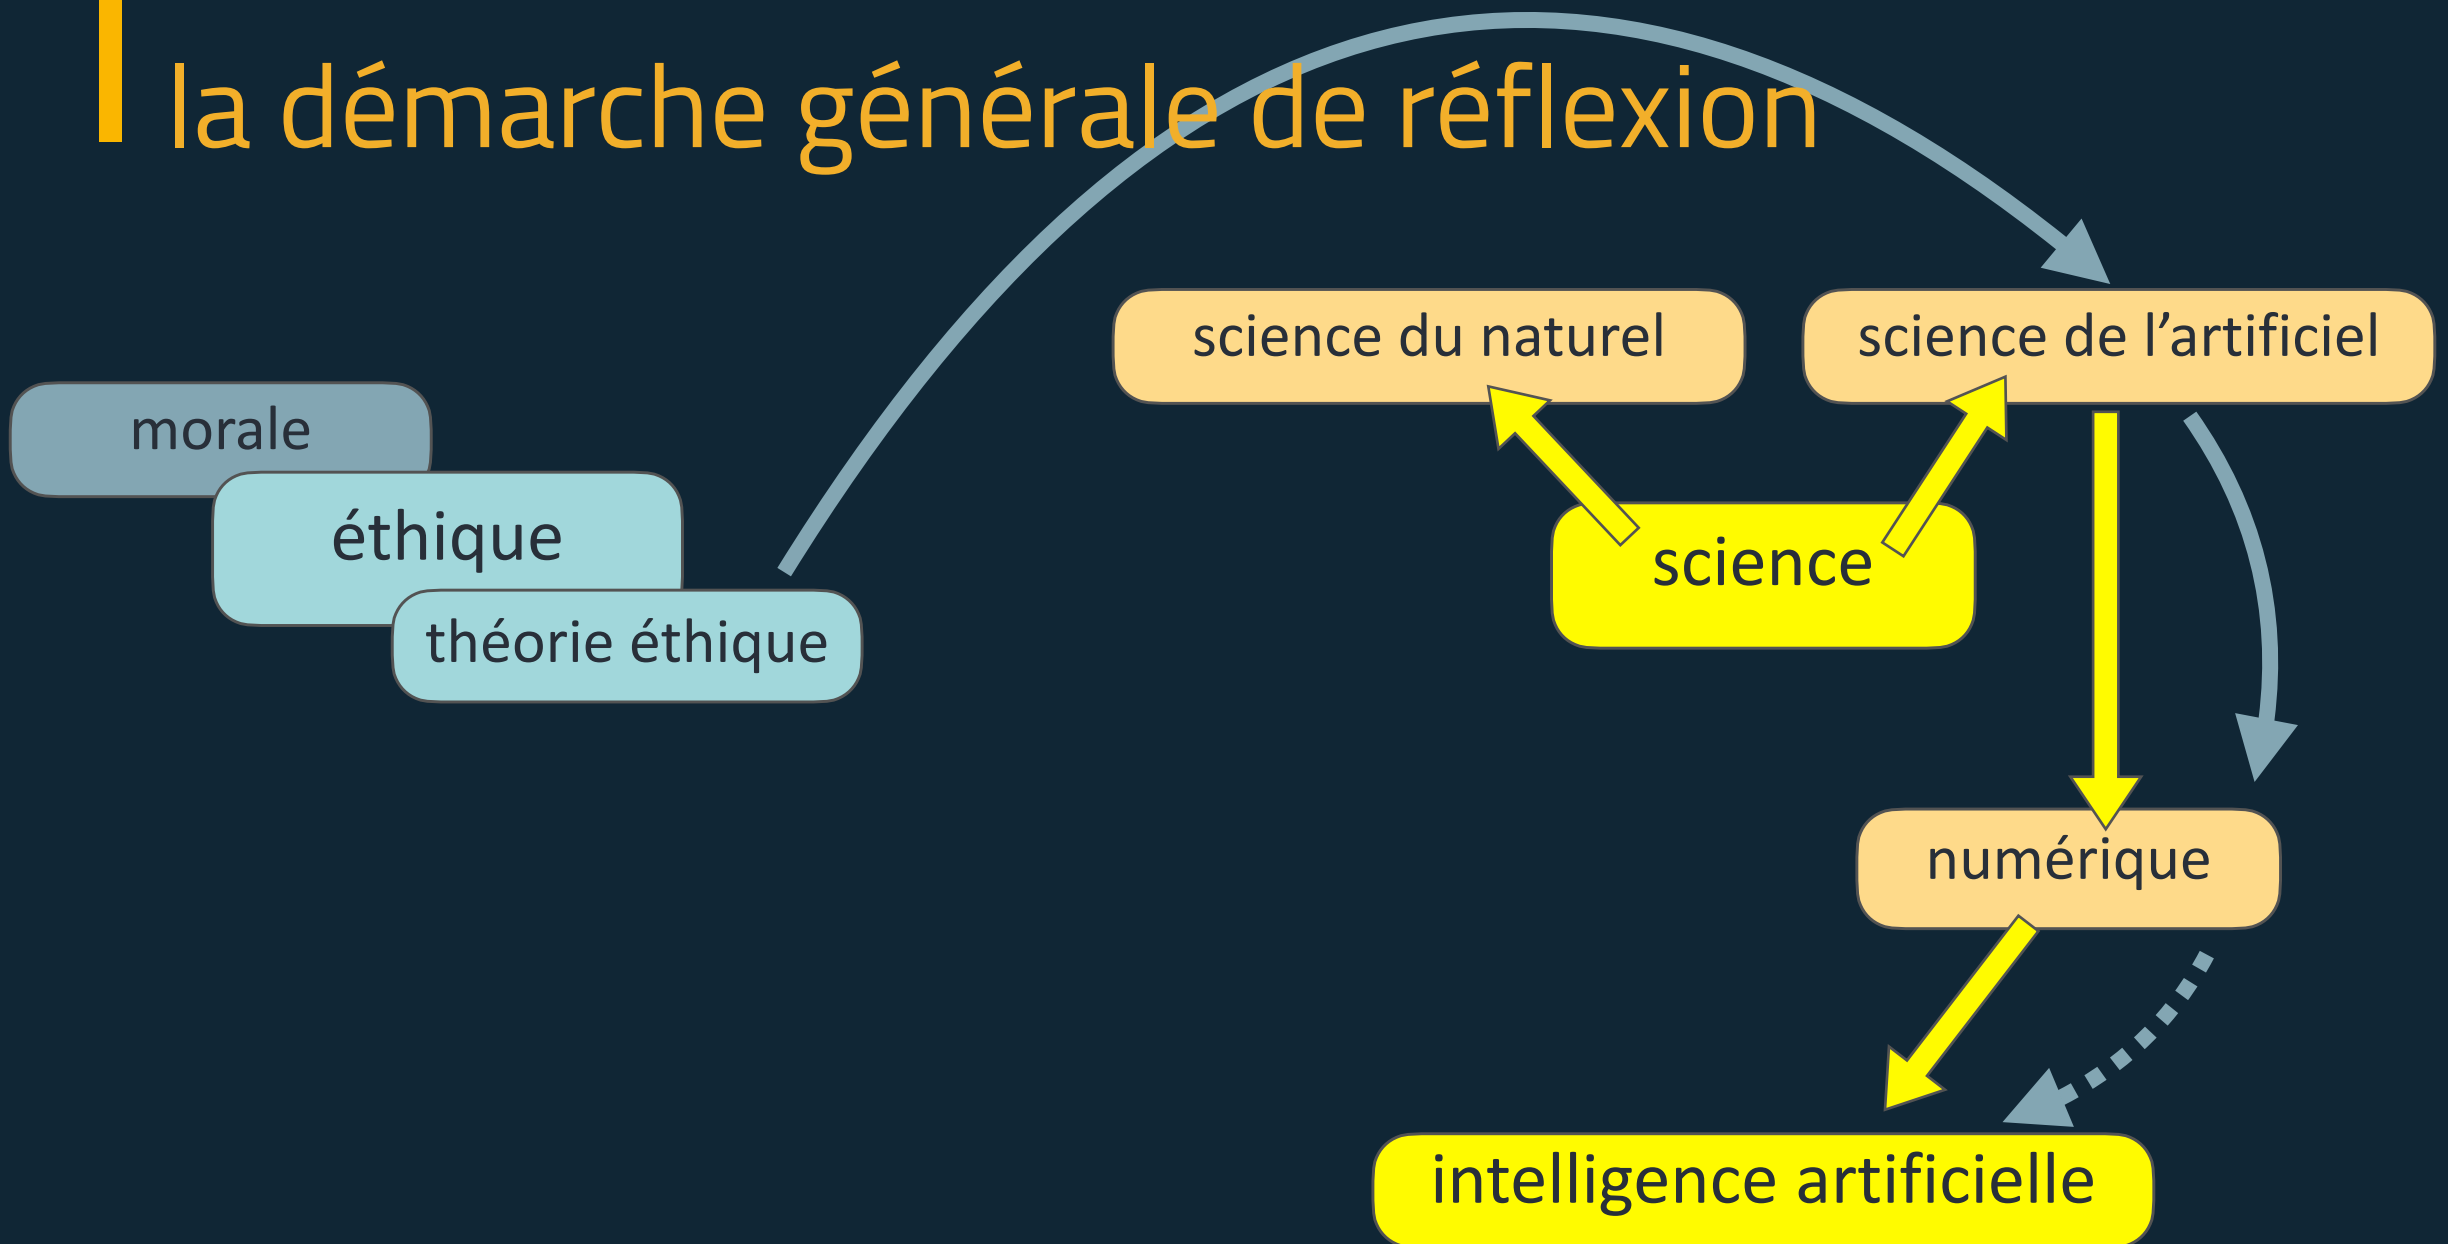 la démarche générale de réflexion
science du naturel
science de l’artificiel
morale
éthique
science
théorie éthique
numérique
intelligence artificielle